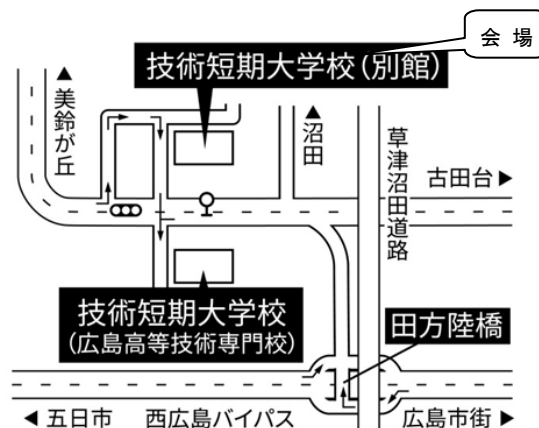 会 場
技術短期大学校(別館)
▲美鈴が丘
▲沼田
草津沼田道路
古田台▶
技術短期大学校
(広島高等技術専門校)
田方陸橋
◀五日市
西広島バイパス
広島市街▶